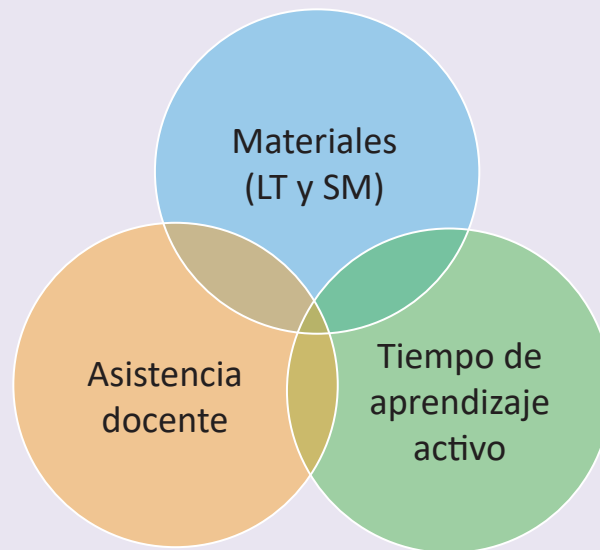 Materiales
(LT y SM)
Asistencia
docente
Tiempo de
aprendizaje
activo